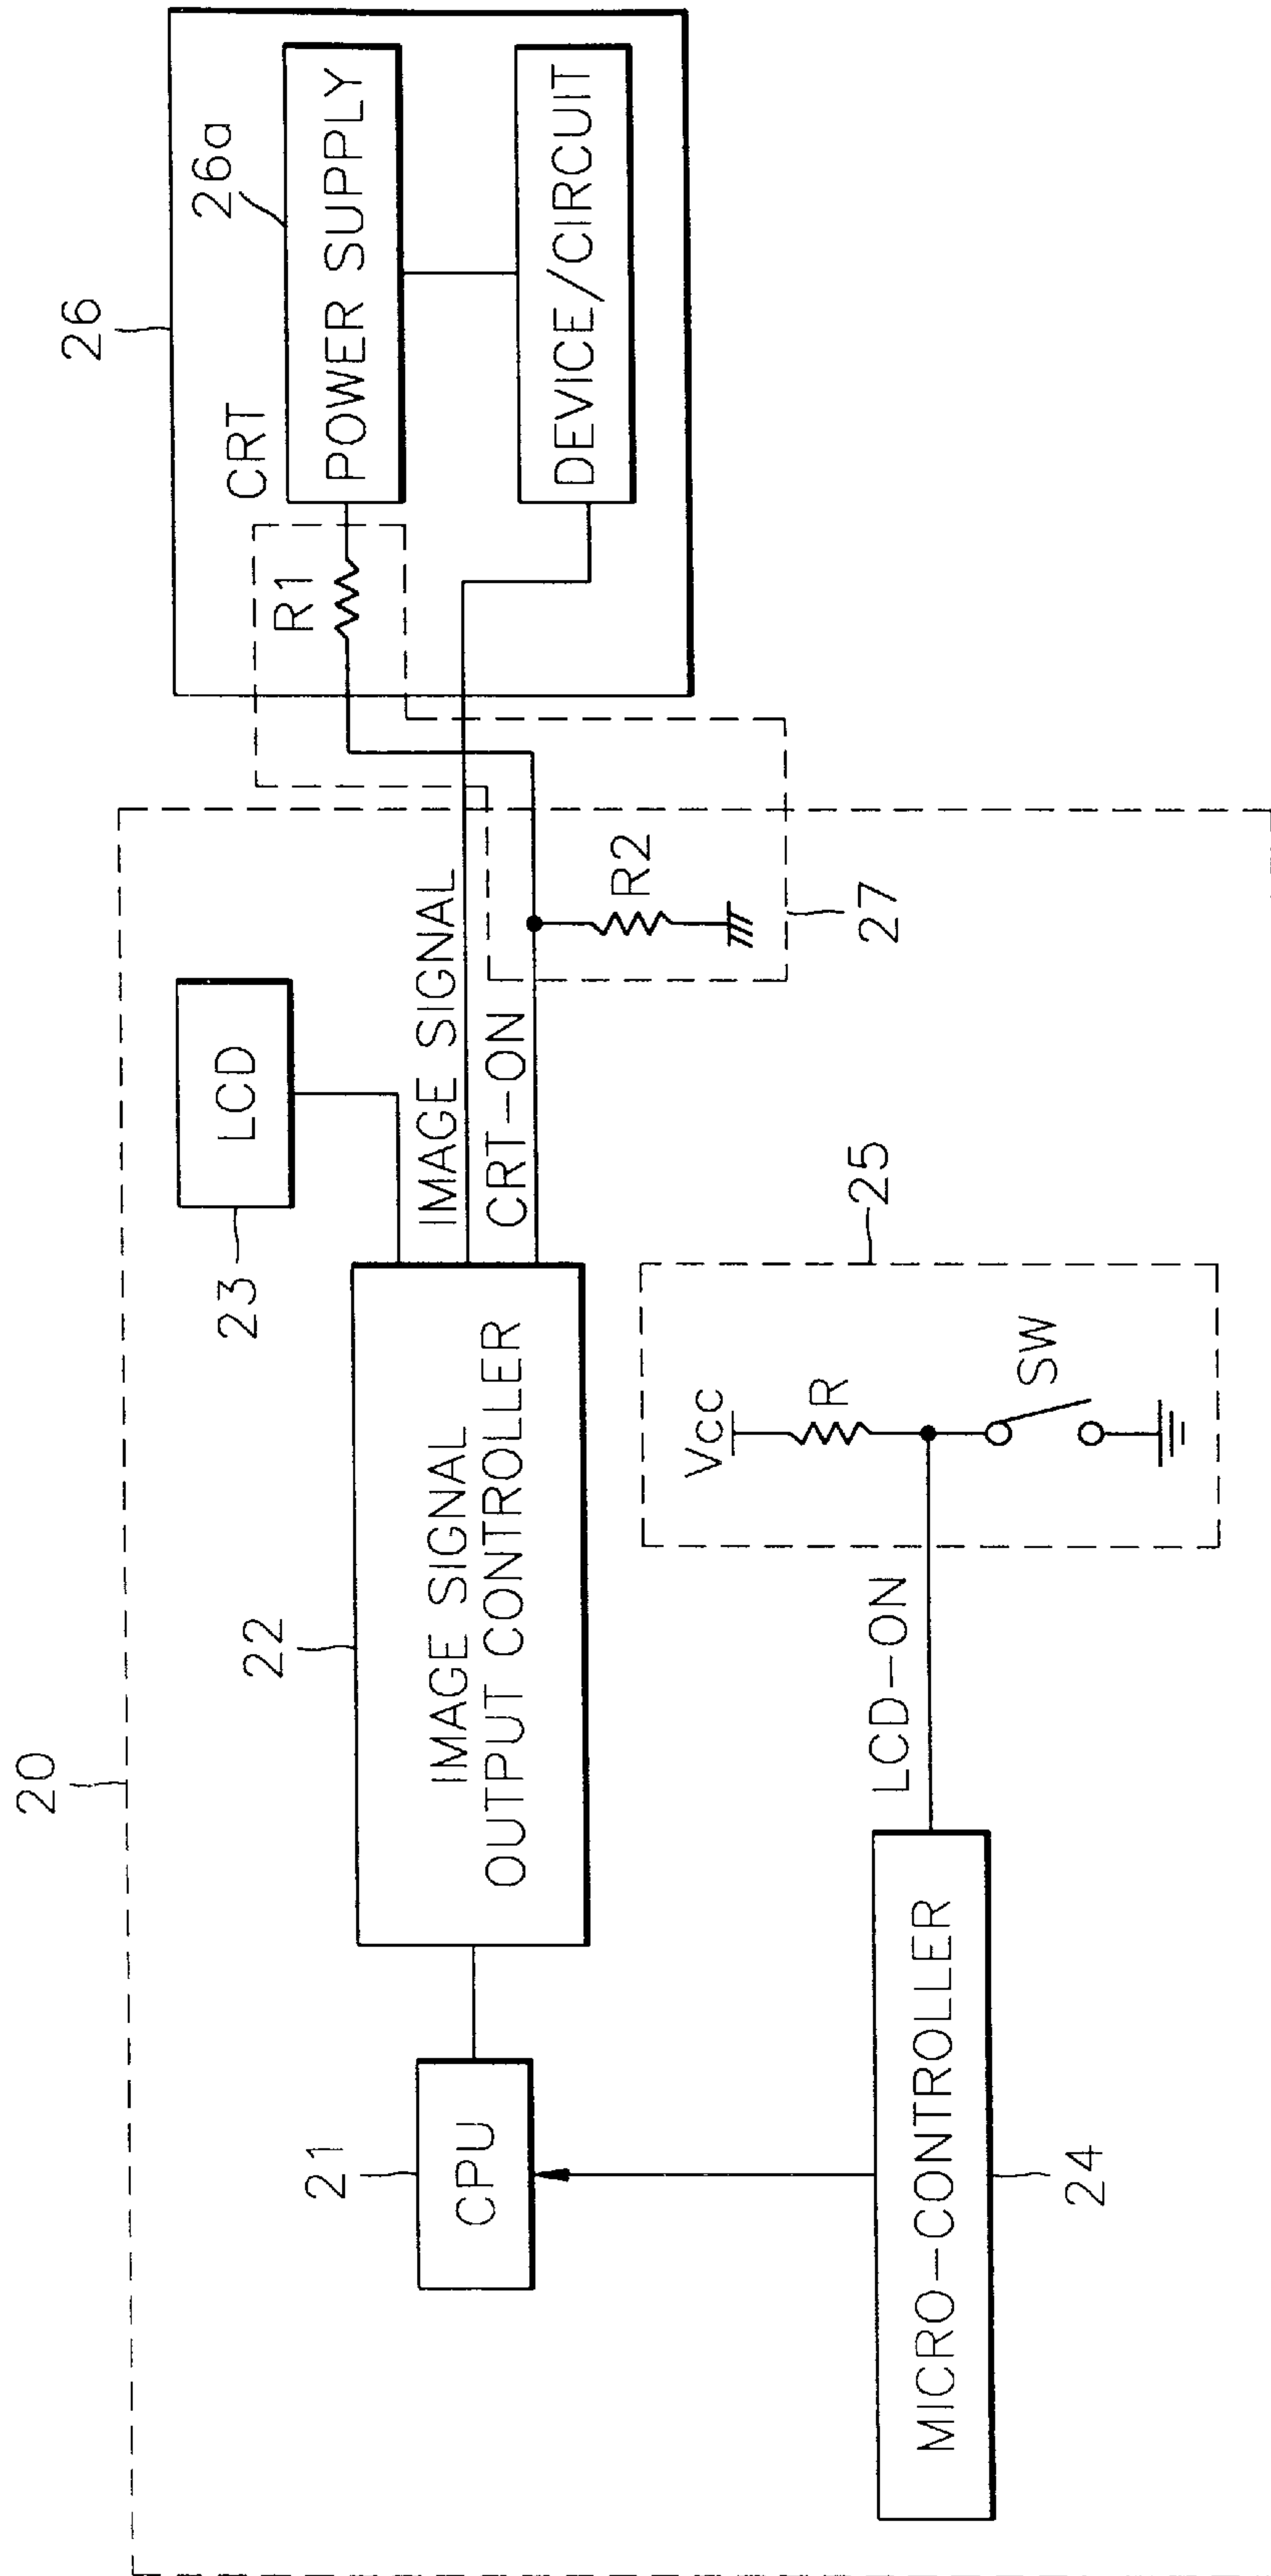 20
26
CRT
26a
POWER SUPPLY
R1
DEVICE/CIRCUIT
23
LCD
IMAGE SIGNAL
CRT-ON
R2
27
21
CPU
22
IMAGE SIGNAL
OUTPUT CONTROLLER
25
Vcc
R
SW
LCD-ON
MICRO-CONTROLLER
24